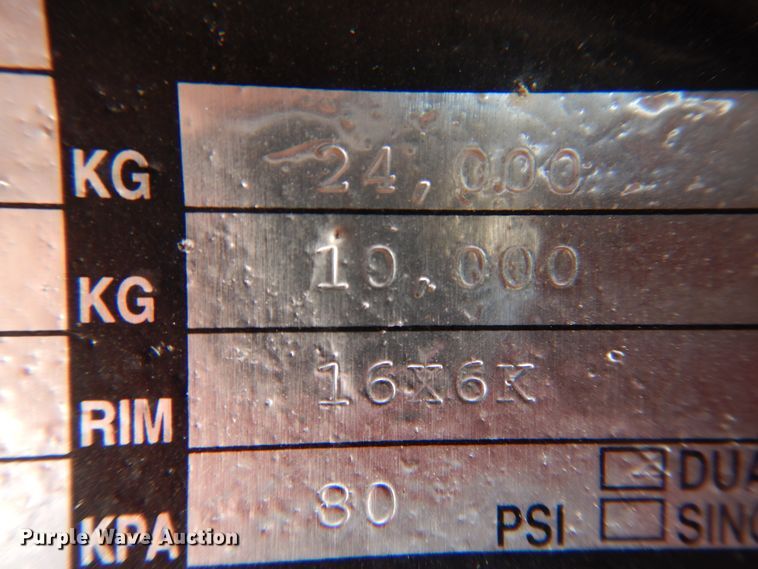 KG 24,000
KG 10,000
RIM 16X6K
DUA
80 PSI
SING
KPA
Purple Wave Auction